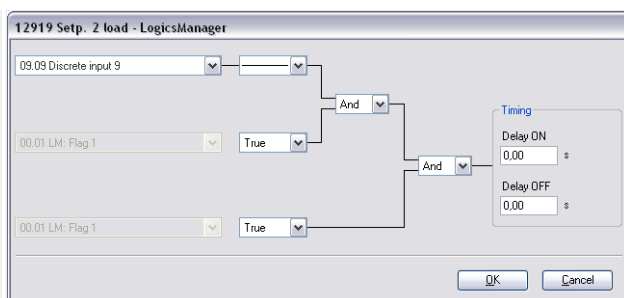 12919 Setp. 2 load - LogicsManager
09.09 Discrete input 9
And
Timing
00.01 LM: Flag 1 True
Delay ON
0,00 s
And
Delay OFF
0,00 s
00.01 LM: Flag 1 True
OK Cancel